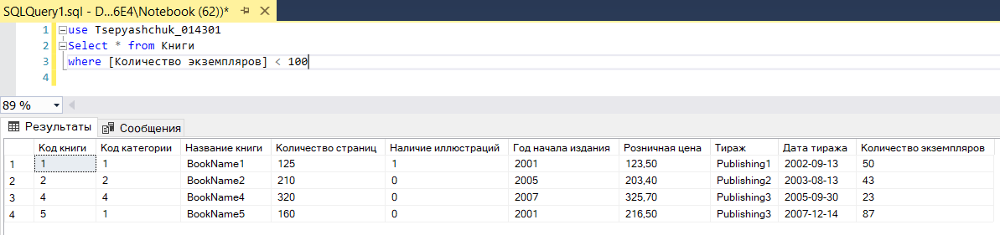 SQLQuery1.sql - D...6E4\Notebook (62))*
1 use Tsepyashchuk_014301
2 Select * from Книги
3 where [Количество экземпляров] < 100
4
89 %
Результаты Сообщения
Код книги Код категории Название книги Количество страниц Наличие иллюстраций Год начала издания Розничная цена Тираж Дата тиража Количество экземпляров
1 1 1 BookName1 125 1 2001 123,50 Publishing1 2002-09-13 50
2 2 2 BookName2 210 0 2005 203,40 Publishing2 2003-08-13 43
3 4 4 BookName4 320 0 2007 325,70 Publishing3 2005-09-30 23
4 5 1 BookName5 160 0 2001 216,50 Publishing3 2007-12-14 87